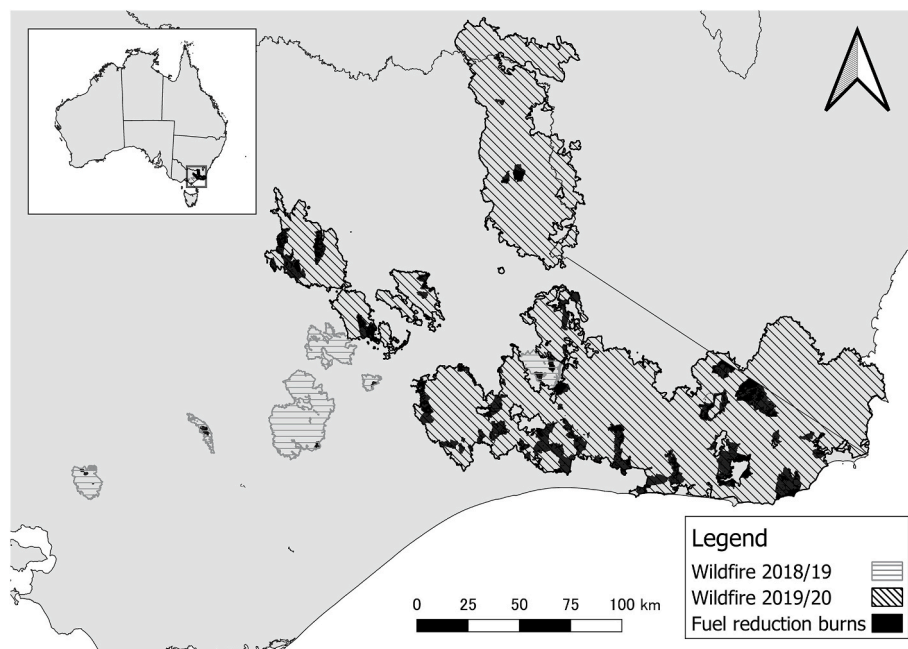 Legend
Wildfire 2018/19
Wildfire 2019/20
Fuel reduction burns
0 25 50 75 100 km